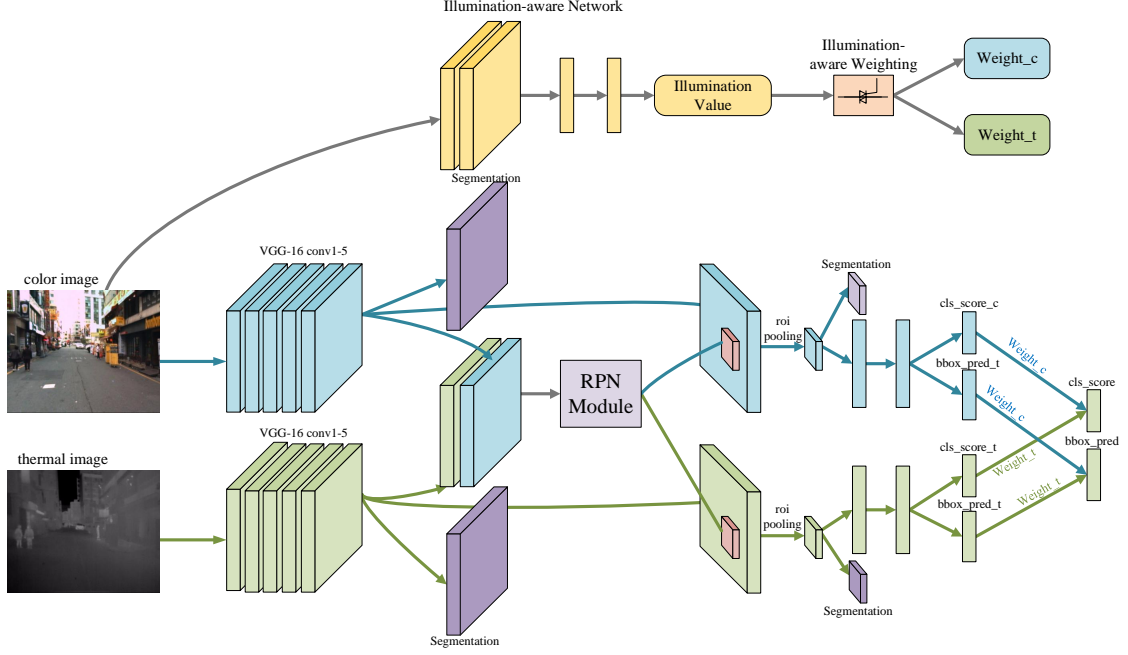 Illumination-aware Network
Illumination-
aware Weighting
Weight_c
Illumination
Value
Weight_t
Segmentation
VGG-16 conv1-5
color image
Segmentation
cls_score_c
roi
pooling
Weight_c
bbox_pred_t
cls_score
RPN
Module
Weight_c
VGG-16 conv1-5
bbox_pred
thermal image
cls_score_t
Weight_t
roi
pooling
bbox_pred_t
Weight_t
Segmentation
Segmentation